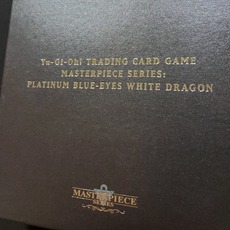 Yu-Gi-Oh! TRADING CARD GAME
MASTERPIECE SERIES:
PLATINUM BLUE-EYES WHITE DRAGON
MASTERPIECE
SERIES